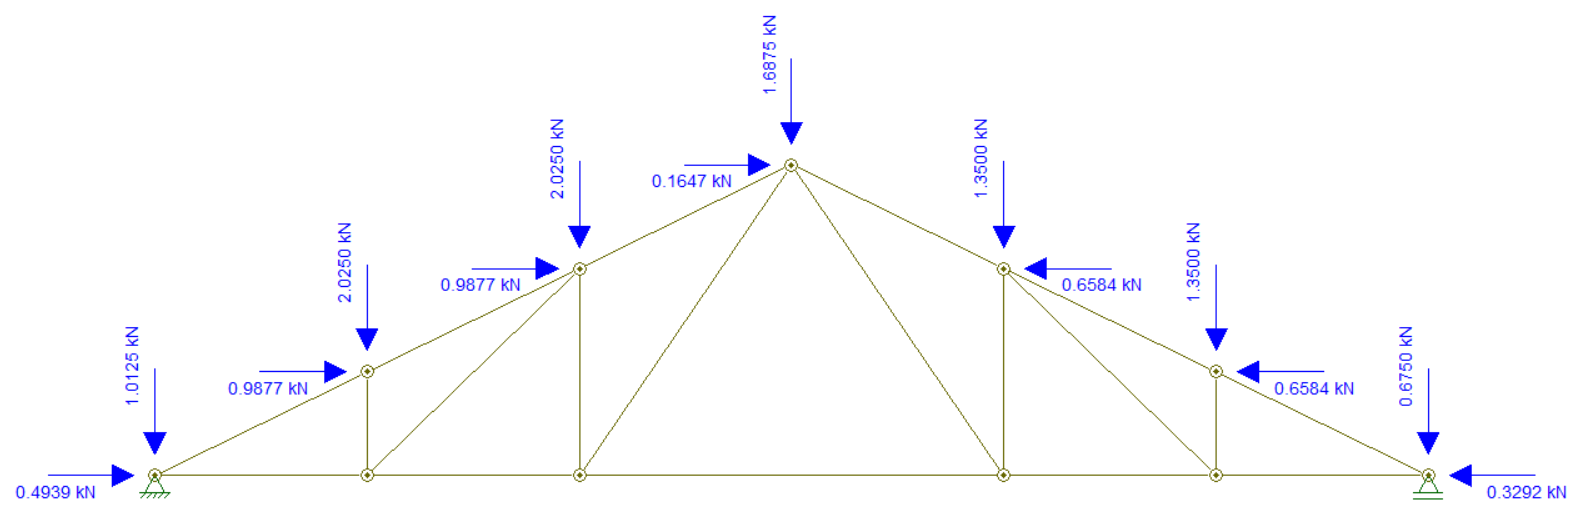 1.6875 kN
2.0250 kN
1.3500 kN
0.1647 kN
2.0250 kN
0.9877 kN
0.6584 kN
1.3500 kN
1.0125 kN
0.9877 kN
0.6584 kN
0.6750 kN
0.4939 kN
0.3292 kN